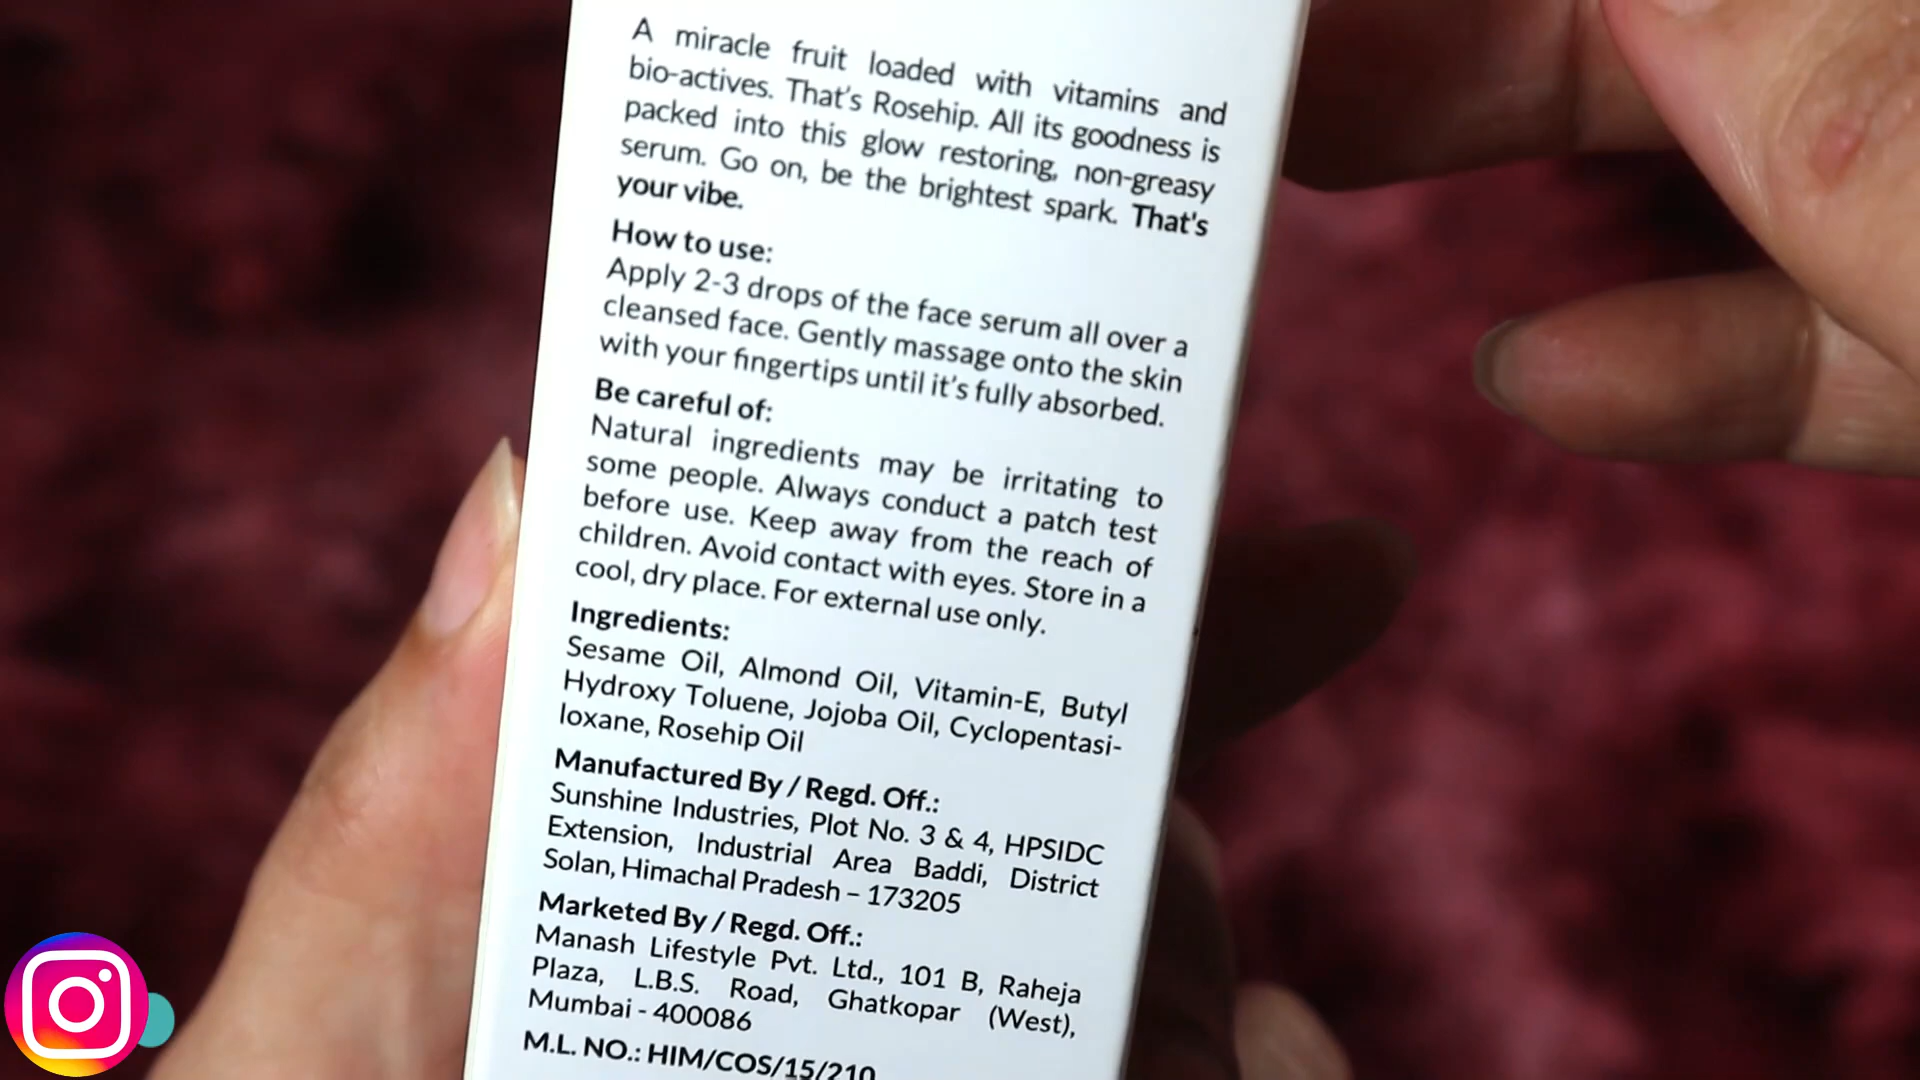 A miracle fruit loaded with vitamins and
bio-actives. That's Rosehip. All its goodness is
packed into this glow restoring, non-greasy
serum. Go on, be the brightest spark. That's
your vibe.
How to use:
Apply 2-3 drops of the face serum all over a
cleansed face. Gently massage onto the skin
with your fingertips until it's fully absorbed.
Be careful of:
Natural ingredients may be irritating to
some people. Always conduct a patch test
before use. Keep away from the reach of
children. Avoid contact with eyes. Store in a
cool, dry place. For external use only.
Ingredients:
Sesame Oil, Almond Oil, Vitamin-E, Butyl
Hydroxy Toluene, Jojoba Oil, Cyclopentasi-
loxane, Rosehip Oil
Manufactured By / Regd. Off.:
Sunshine Industries, Plot No. 3 & 4, HPSIDC
Extension, Industrial Area Baddi, District
Solan, Himachal Pradesh – 173205
Marketed By / Regd. Off.:
Manash Lifestyle Pvt. Ltd., 101 B, Raheja
Plaza, L.B.S. Road, Ghatkopar (West),
Mumbai - 400086
M.L. NO.: HIM/COS/15/210